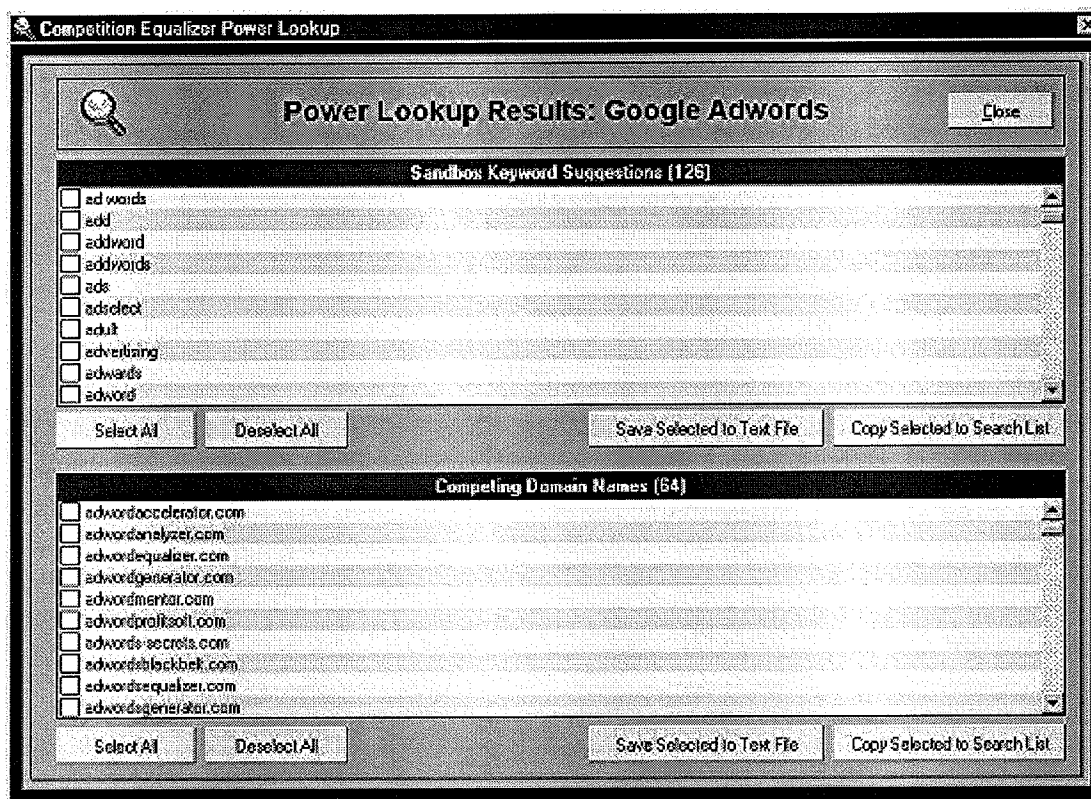 Competition Equalizer Power Lookup
Power Lookup Results: Google Adwords
Close
Sandbox Keyword Suggestions (126)
ad words
add
addword
addwords
ads
adselect
adult
advertising
adwards
adword
Select All Deselect All Save Selected to Text File Copy Selected to Search List
Competing Domain Names (64)
adwordaccelerator.com
adwordanalyzer.com
adwordequalizer.com
adwordgenerator.com
adwordmentor.com
adwordprofitsoft.com
adwords-secrets.com
adwordsblackbelt.com
adwordsequalizer.com
adwordsgenerator.com
Select All Deselect All Save Selected to Text File Copy Selected to Search List